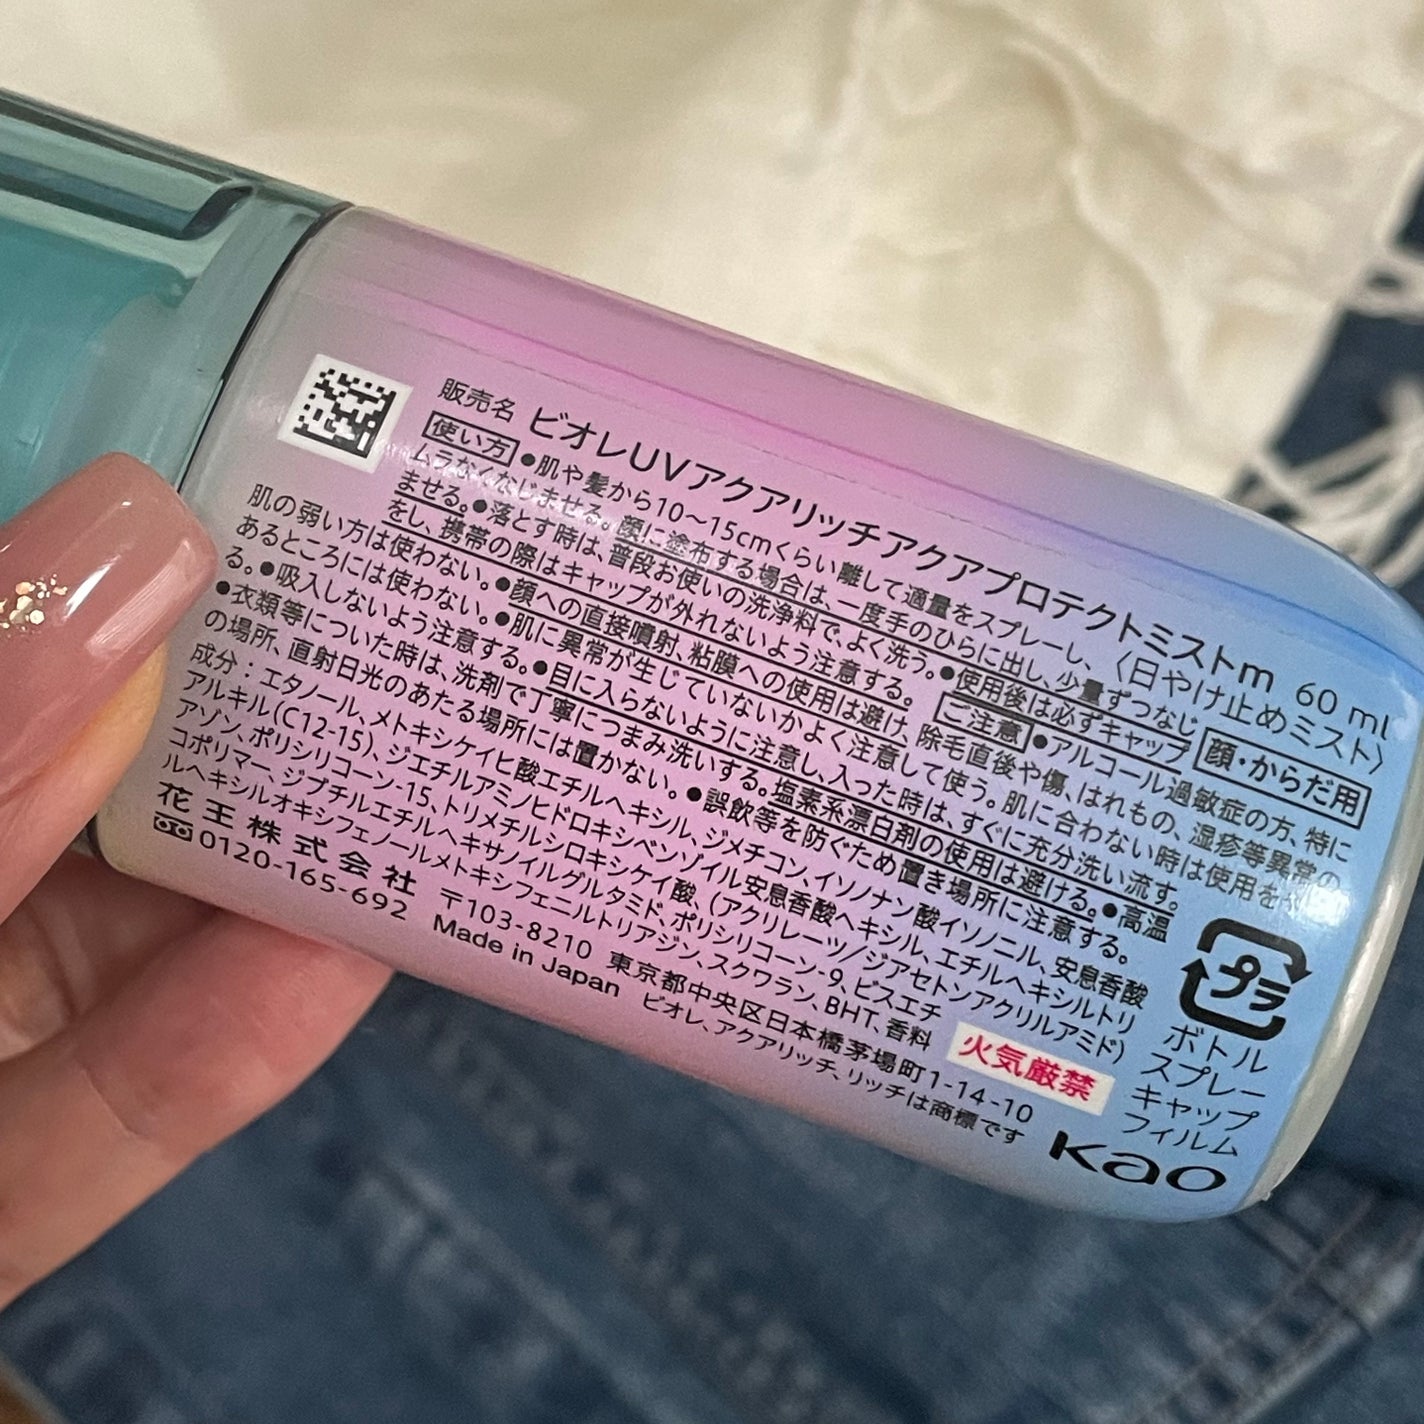 販売名 ビオレUVアクアリッチアクアプロテクトミストm 60 ml
〈日やけ止めミスト〉
使い方 ●肌や髪から10～15cmくらい離して適量をスプレーし、
ムラなくなじませる。顔に塗布する場合は、一度手のひらに出し、少量ずつなじ
ませる。●落とす時は、普段お使いの洗浄料で、よく洗う。●使用後は必ずキャップ
をし、携帯の際はキャップが外れないよう注意する。
顔・からだ用
ご注意 ●アルコール過敏症の方、特に
肌の弱い方は使わない。●顔への直接噴射、粘膜への使用は避け、除毛直後や傷、はれもの、湿疹等異常の
あるところには使わない。●肌に異常が生じていないかよく注意して使う。肌に合わない時は使用を
る。●吸入しないよう注意する。●目に入らないように注意し、入った時は、すぐに充分洗い流す。
●衣類等についた時は、洗剤で丁寧につまみ洗いする。塩素系漂白剤の使用は避ける。●高温
の場所、直射日光のあたる場所には置かない。●誤飲等を防ぐため置き場所に注意する。
成分：エタノール、メトキシケイヒ酸エチルヘキシル、ジメチコン、イソノナン酸イソノニル、安息香酸
アルキル(C12-15)、ジエチルアミノヒドロキシベンゾイル安息香酸ヘキシル、エチルヘキシルトリ
アゾン、ポリシリコーン-15、トリメチルシロキシケイ酸、(アクリレーツ/ジアセトンアクリルアミド)
コポリマー、ジブチルエチルヘキサノイルグルタミド、ポリシリコーン-9、ビスエチ
ルヘキシルオキシフェノールメトキシフェニルトリアジン、スクワラン、BHT、香料
花王株式会社 〒103-8210 東京都中央区日本橋茅場町1-14-10
0120-165-692 Made in Japan ビオレ、アクアリッチ、リッチは商標です
火気厳禁
プラ
ボトル
スプレー
キャップ
フィルム
Kao